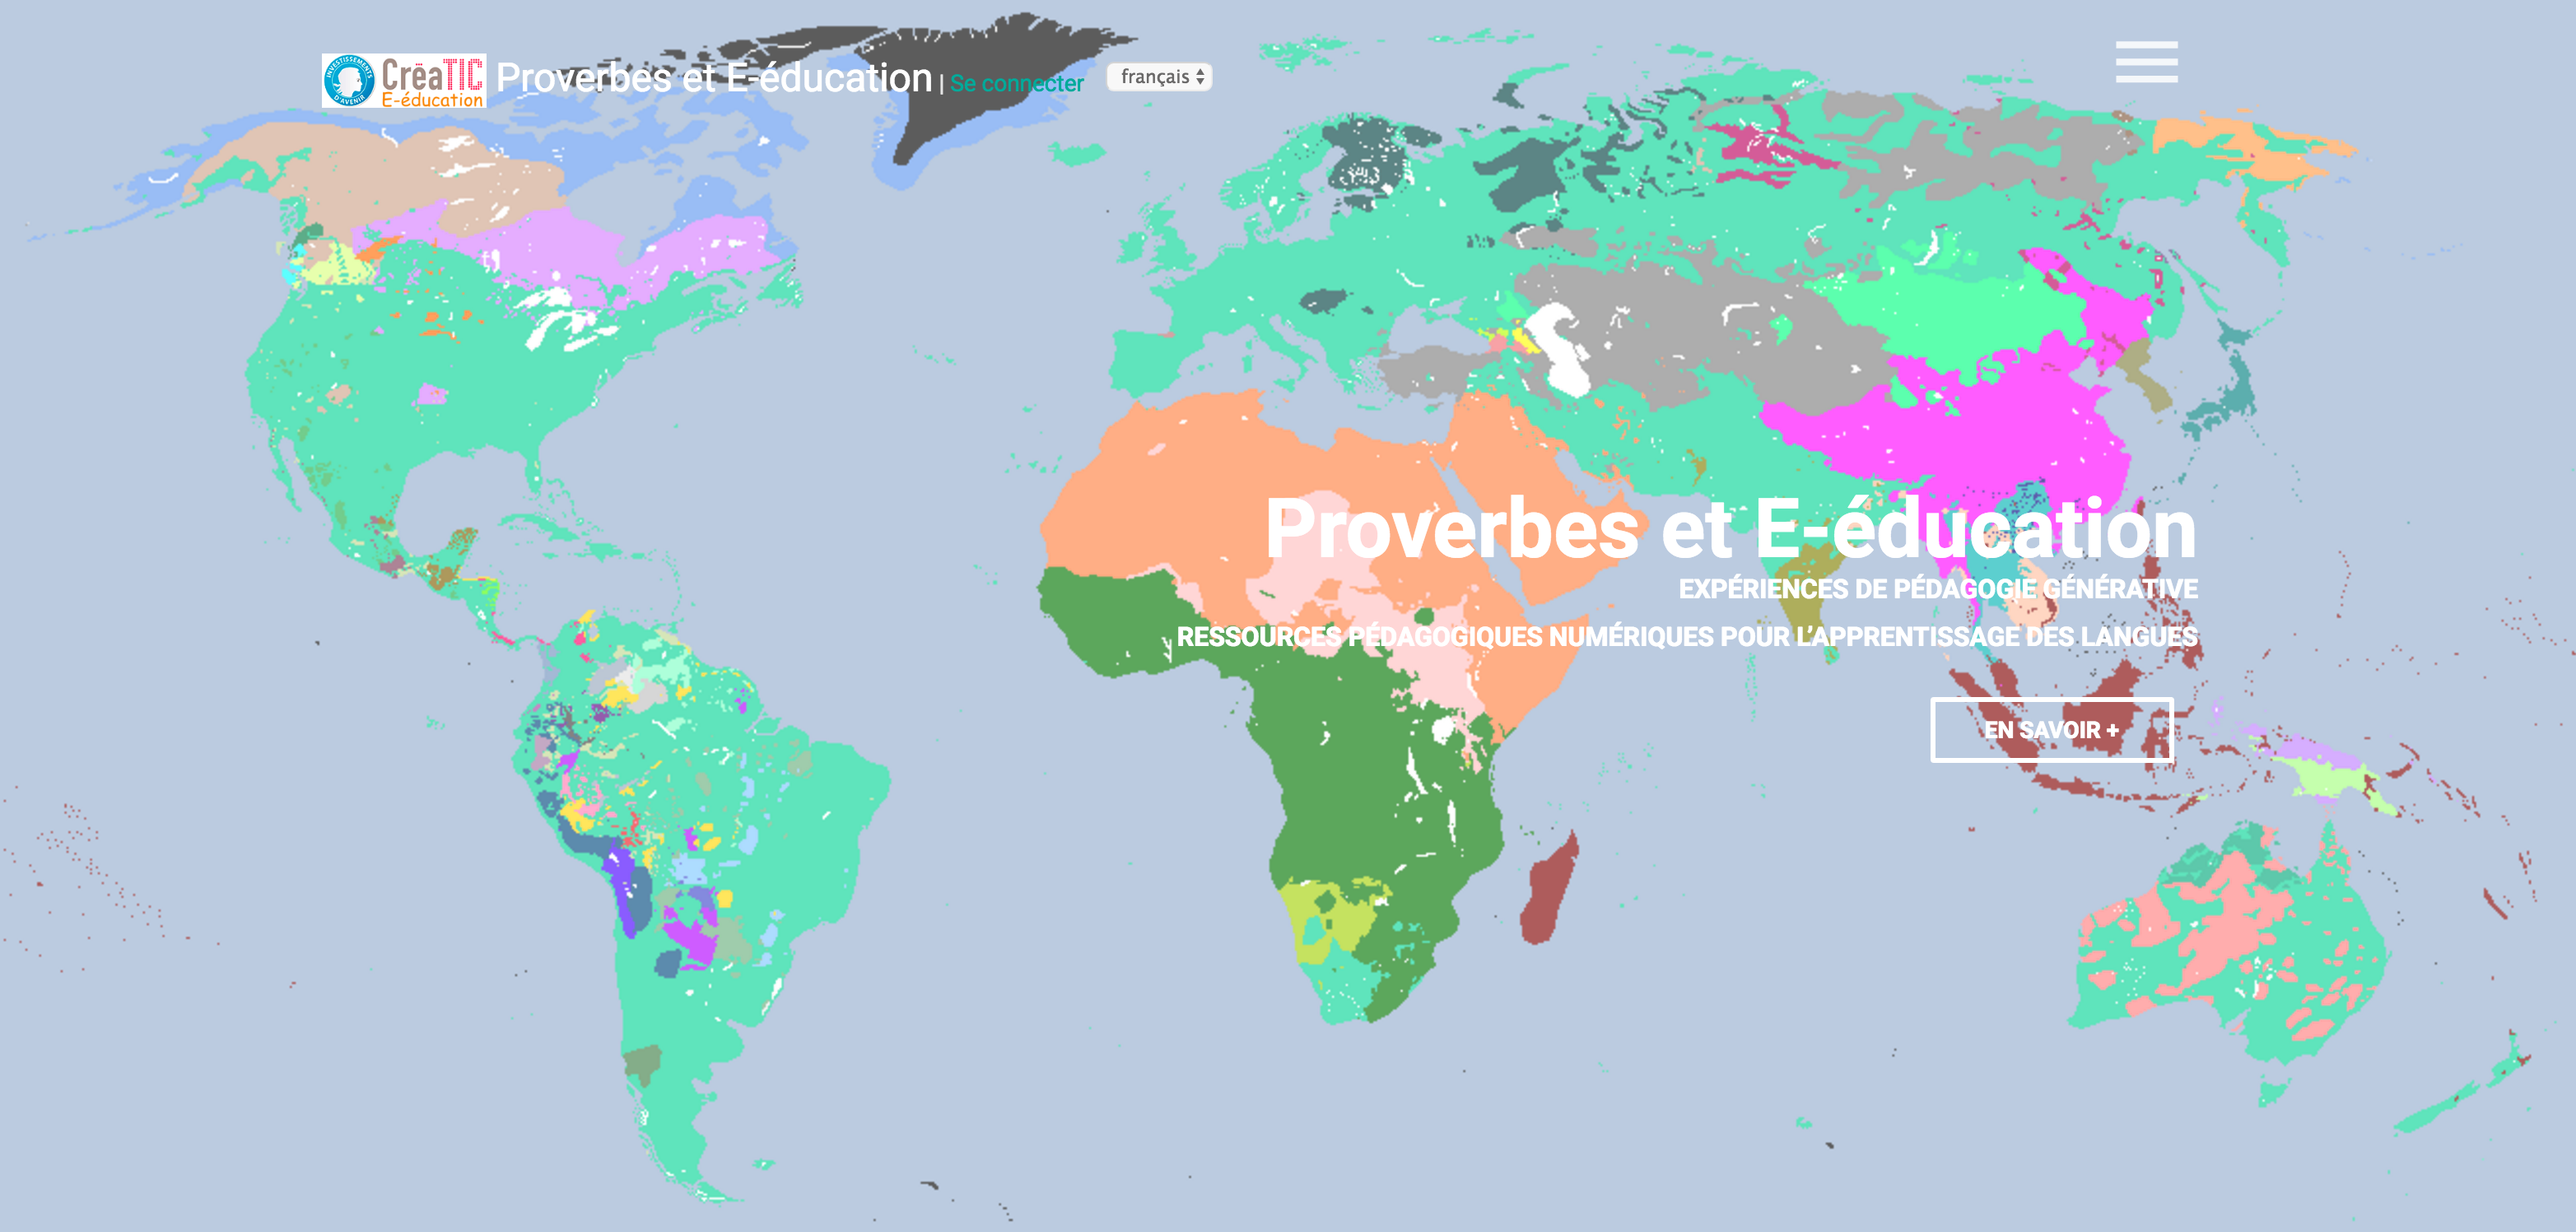 INVESTISSEMENTS D'AVENIR
CrëaTIC
E-éducation
Proverbes et E-éducation | Se connecter
français
Proverbes et E-éducation
EXPÉRIENCES DE PÉDAGOGIE GÉNÉRATIVE
RESSOURCES PÉDAGOGIQUES NUMÉRIQUES POUR L'APPRENTISSAGE DES LANGUES
EN SAVOIR +